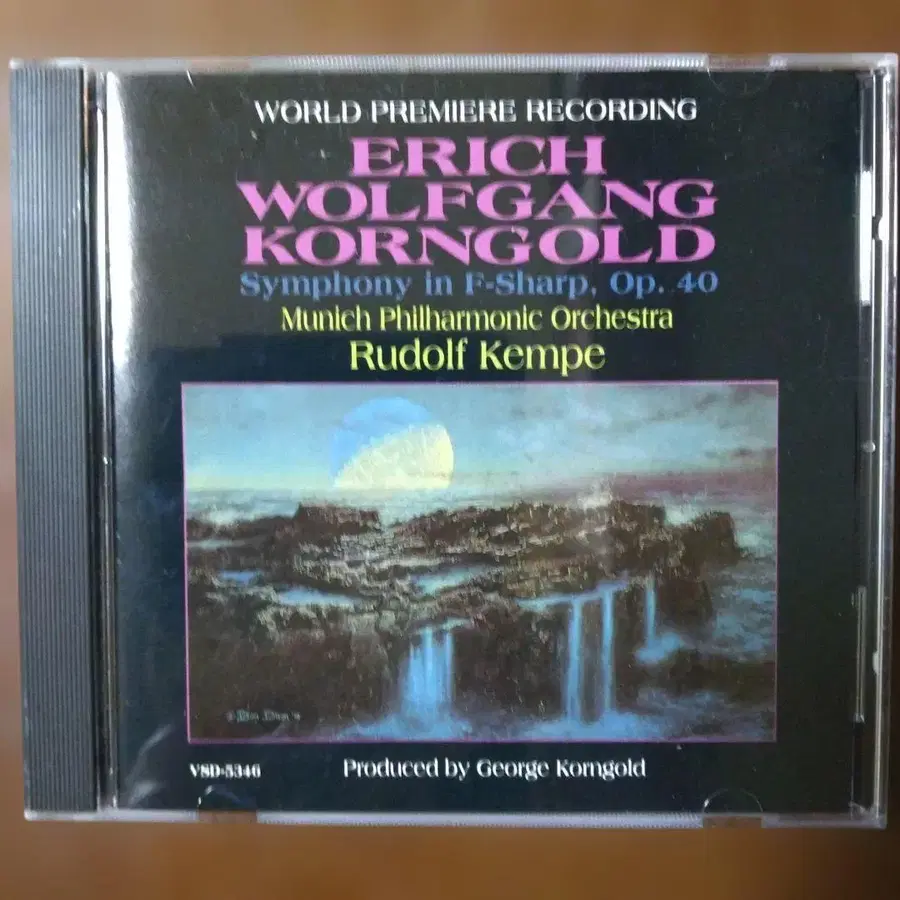 WORLD PREMIERE RECORDING
ERICH
WOLFGANG
KORNGOLD
Symphony in F-Sharp, Op. 40
Munich Philharmonic Orchestra
Rudolf Kempe
VSD-5346
Produced by George Korngold